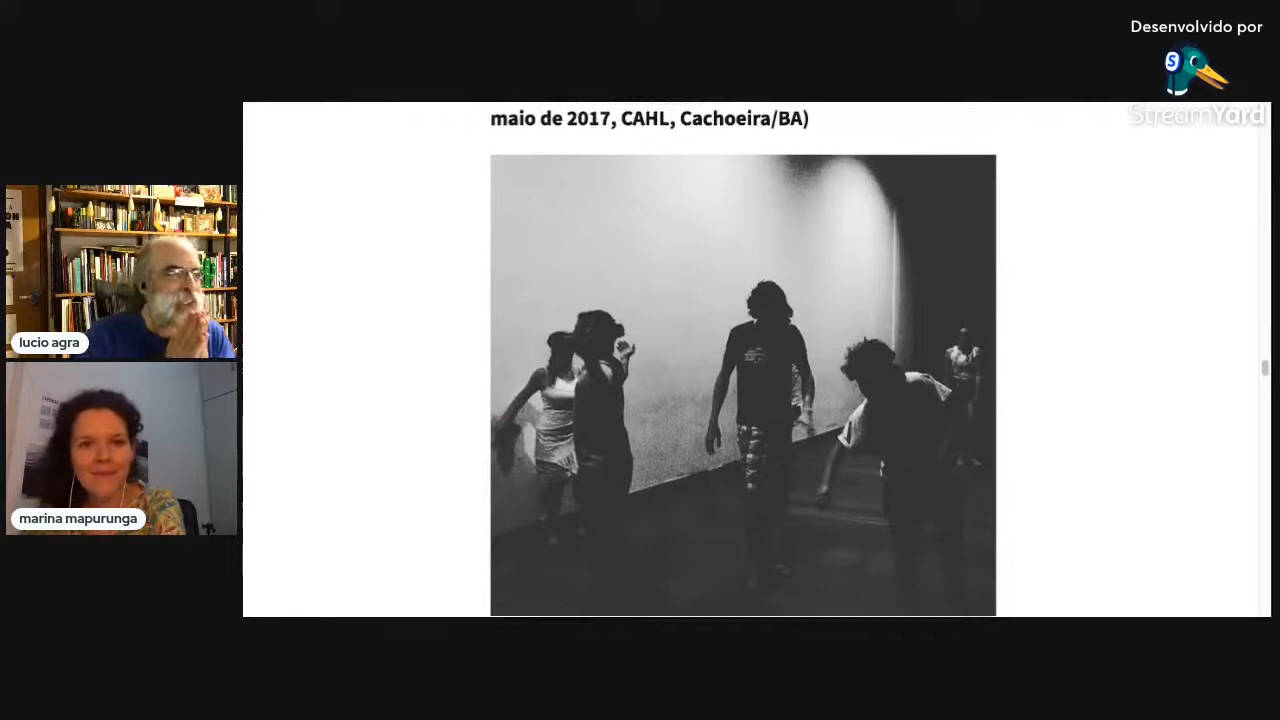 Desenvolvido por
S
StreamYard
maio de 2017, CAHL, Cachoeira/BA)
lucio agra
marina mapurunga